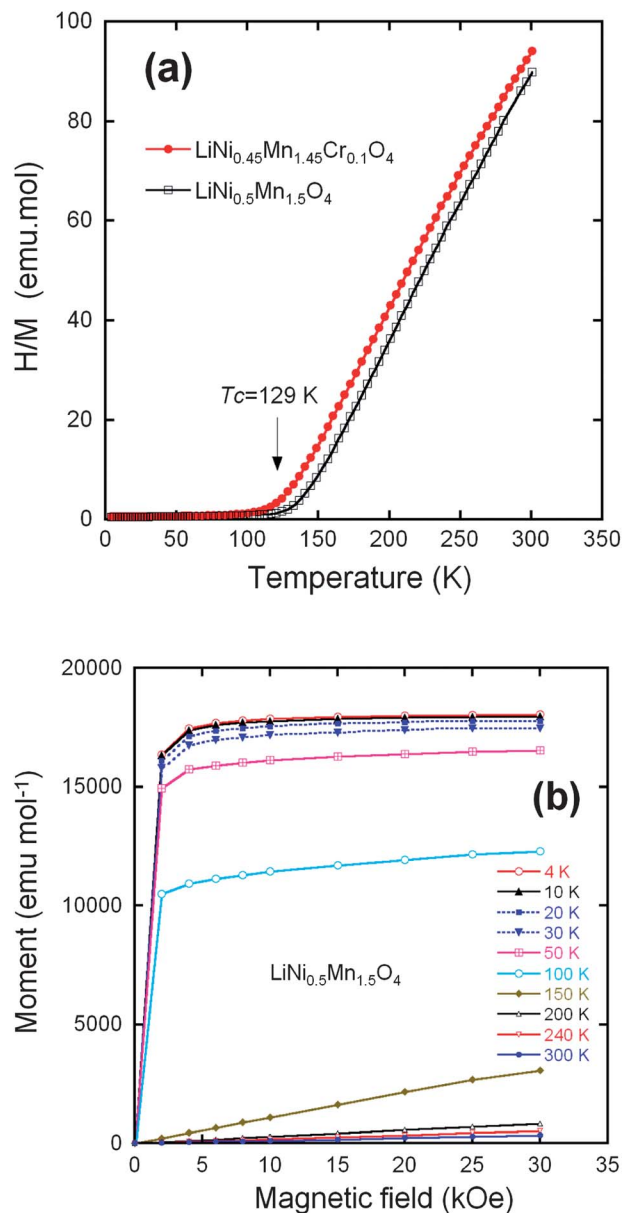 (a)
LiNi0.45Mn1.45Cr0.1O4
LiNi0.5Mn1.5O4
Tc=129 K
H/M (emu.mol)
100
80
60
40
20
0
0 50 100 150 200 250 300 350
Temperature (K)
20000
15000
10000
5000
0
Moment (emu mol-1)
(b)
4 K
10 K
20 K
30 K
50 K
100 K
150 K
200 K
240 K
300 K
LiNi0.5Mn1.5O4
0 5 10 15 20 25 30 35
Magnetic field (kOe)